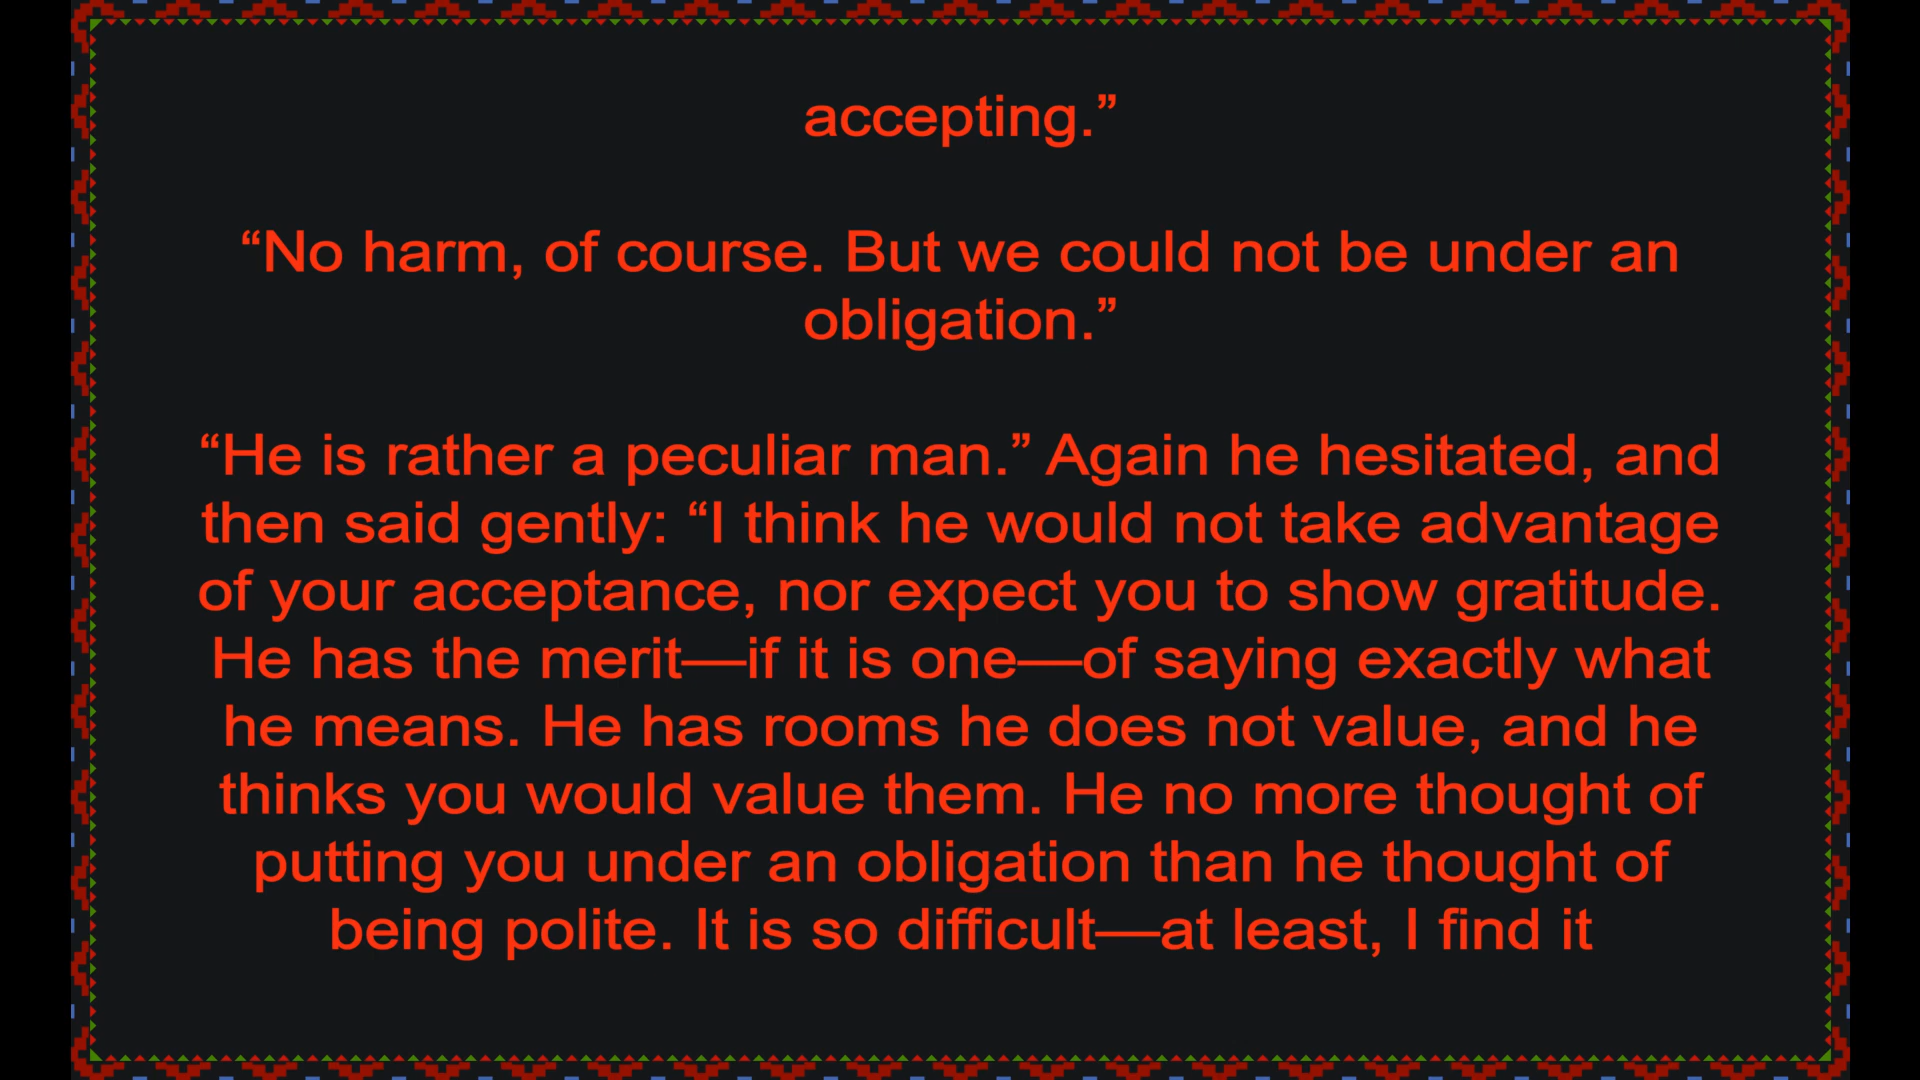 accepting.”
“No harm, of course. But we could not be under an
obligation.”
“He is rather a peculiar man.” Again he hesitated, and
then said gently: “I think he would not take advantage
of your acceptance, nor expect you to show gratitude.
He has the merit—if it is one—of saying exactly what
he means. He has rooms he does not value, and he
thinks you would value them. He no more thought of
putting you under an obligation than he thought of
being polite. It is so difficult—at least, I find it